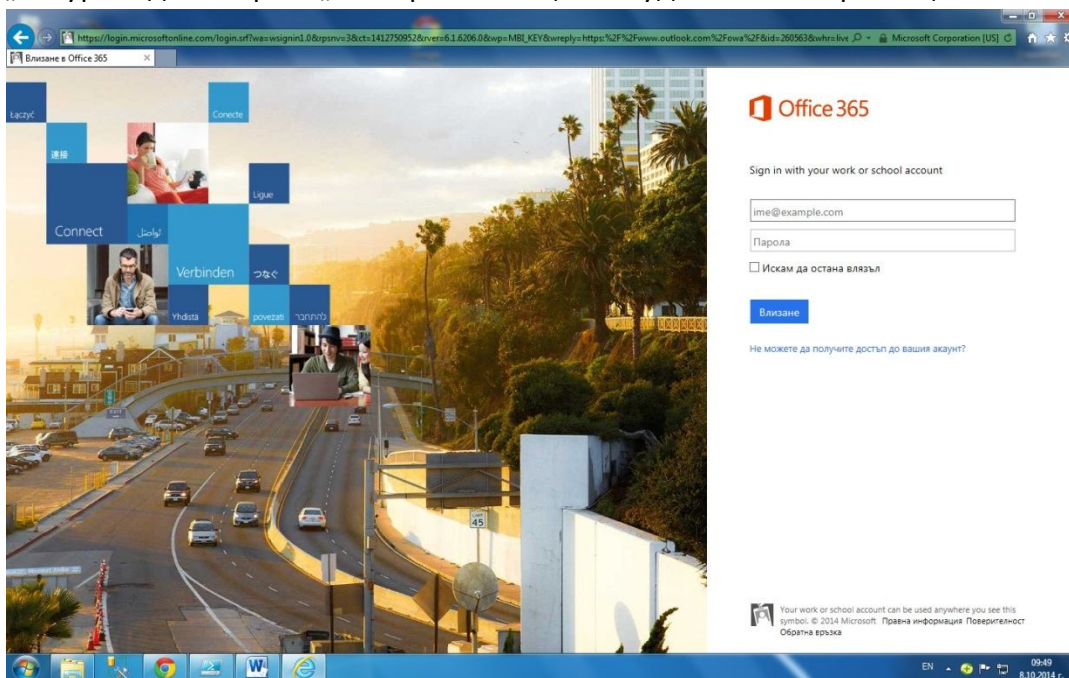 https://login.microsoftonline.com/login.srf?wa=wsignin1.0&rpsnv=3&ct=1412750952&rver=6.1.6206.0&wp=MBI_KEY&wreply=https:%2F%2Fwww.outlook.com%2Fowa%2F&id=260563&whr=live
Microsoft Corporation [US]
Влизане в Office 365
Łączyć
Conecte
連接
Ligue
Connect
تواصل
Verbinden
つなぐ
Yhdistä
povezati
להתחבר
EXIT
45
Office 365
Sign in with your work or school account
ime@example.com
Парола
Искам да остана влязъл
Влизане
Не можете да получите достъп до вашия акаунт?
Your work or school account can be used anywhere you see this
symbol. © 2014 Microsoft Правна информация Поверителност
Обратна връзка
EN
09:49
8.10.2014 г.